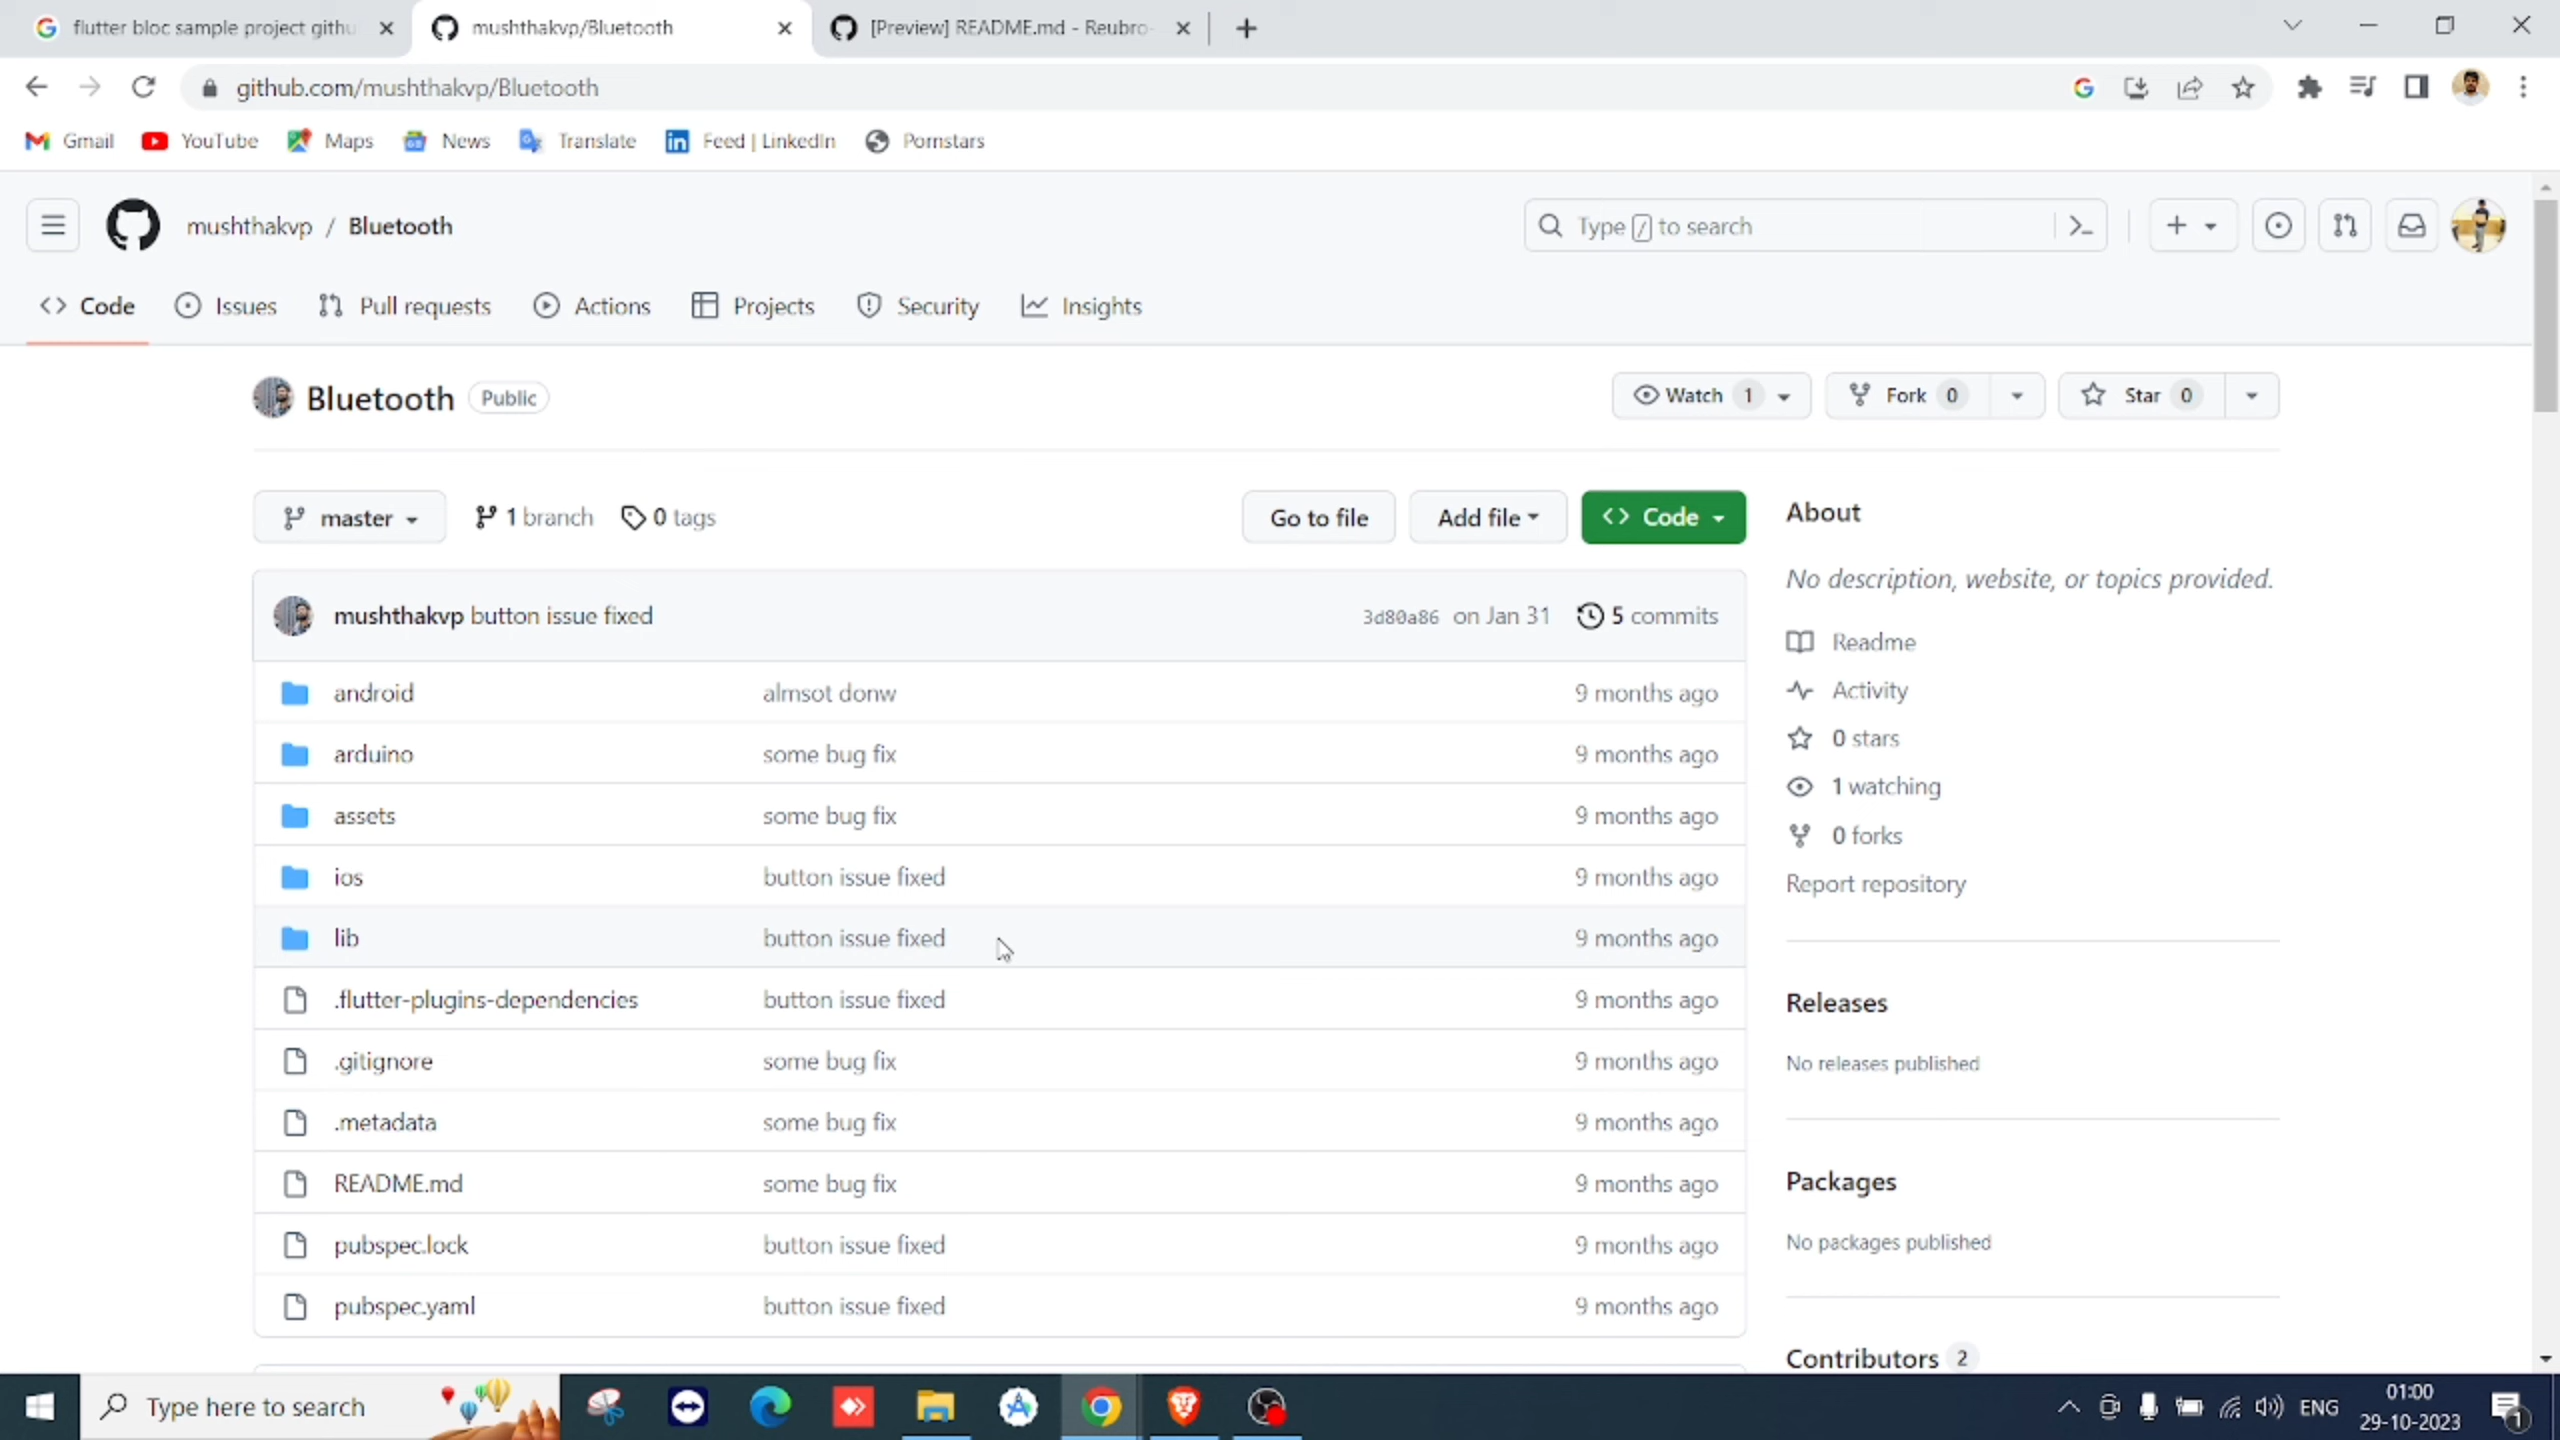 flutter bloc sample project githu
mushthakvp/Bluetooth
[Preview] README.md - Reubro-
github.com/mushthakvp/Bluetooth
Gmail YouTube Maps News Translate Feed | LinkedIn Pornstars
mushthakvp / Bluetooth
Type / to search
Code Issues Pull requests Actions Projects Security Insights
Bluetooth Public
Watch 1 Fork 0 Star 0
master 1 branch 0 tags Go to file Add file Code
mushthakvp button issue fixed 3d80a86 on Jan 31 5 commits
android almsot donw 9 months ago
arduino some bug fix 9 months ago
assets some bug fix 9 months ago
ios button issue fixed 9 months ago
lib button issue fixed 9 months ago
.flutter-plugins-dependencies button issue fixed 9 months ago
.gitignore some bug fix 9 months ago
.metadata some bug fix 9 months ago
README.md some bug fix 9 months ago
pubspec.lock button issue fixed 9 months ago
pubspec.yaml button issue fixed 9 months ago
About
No description, website, or topics provided.
Readme
Activity
0 stars
1 watching
0 forks
Report repository
Releases
No releases published
Packages
No packages published
Contributors 2
Type here to search
ENG
01:00
29-10-2023
1